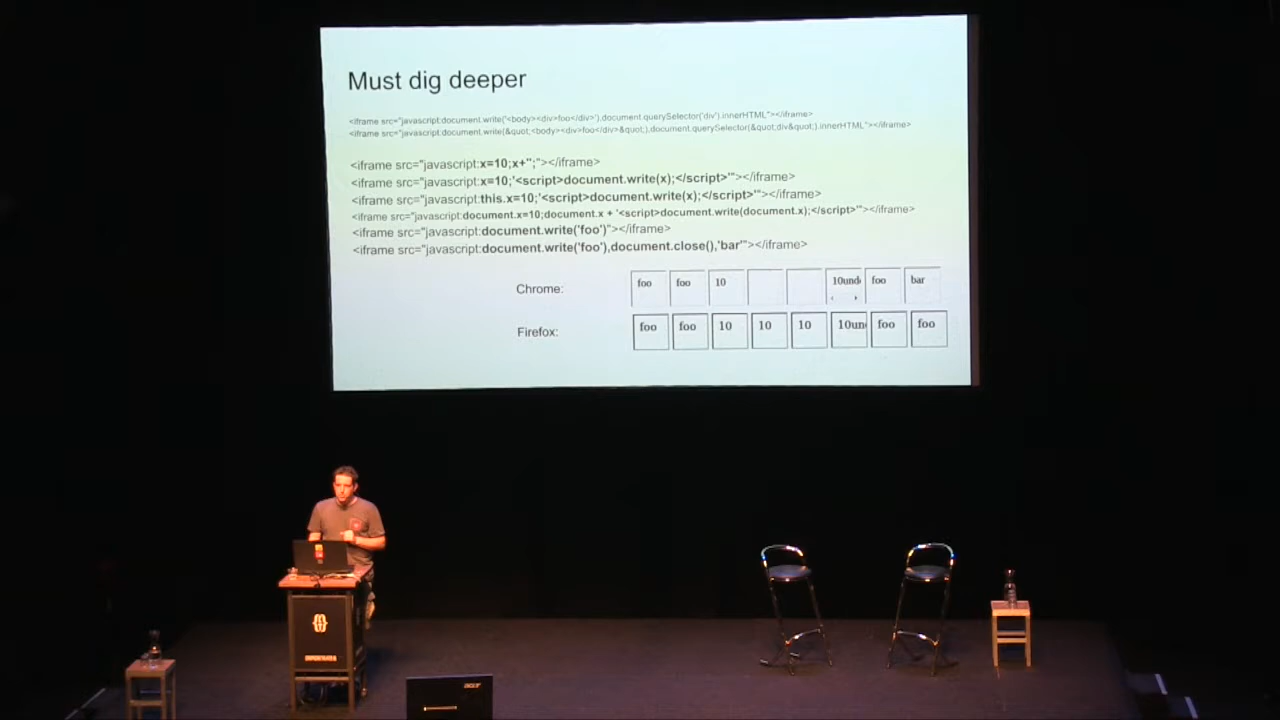 Must dig deeper
<iframe src="javascript:document.write('<body><div>foo</div>'),document.querySelector('div').innerHTML"></iframe>
<iframe src="javascript:document.write(&quot;<body><div>foo</div>&quot;),document.querySelector(&quot;div&quot;).innerHTML"></iframe>
<iframe src="javascript:x=10;x+'';"></iframe>
<iframe src="javascript:x=10;'<script>document.write(x);</script>'"></iframe>
<iframe src="javascript:this.x=10;'<script>document.write(x);</script>'"></iframe>
<iframe src="javascript:document.x=10;document.x + '<script>document.write(document.x);</script>'"></iframe>
<iframe src="javascript:document.write('foo')"></iframe>
<iframe src="javascript:document.write('foo'),document.close(),'bar'"></iframe>
Chrome: foo foo 10 10und foo bar
Firefox: foo foo 10 10 10 10un foo foo
acer